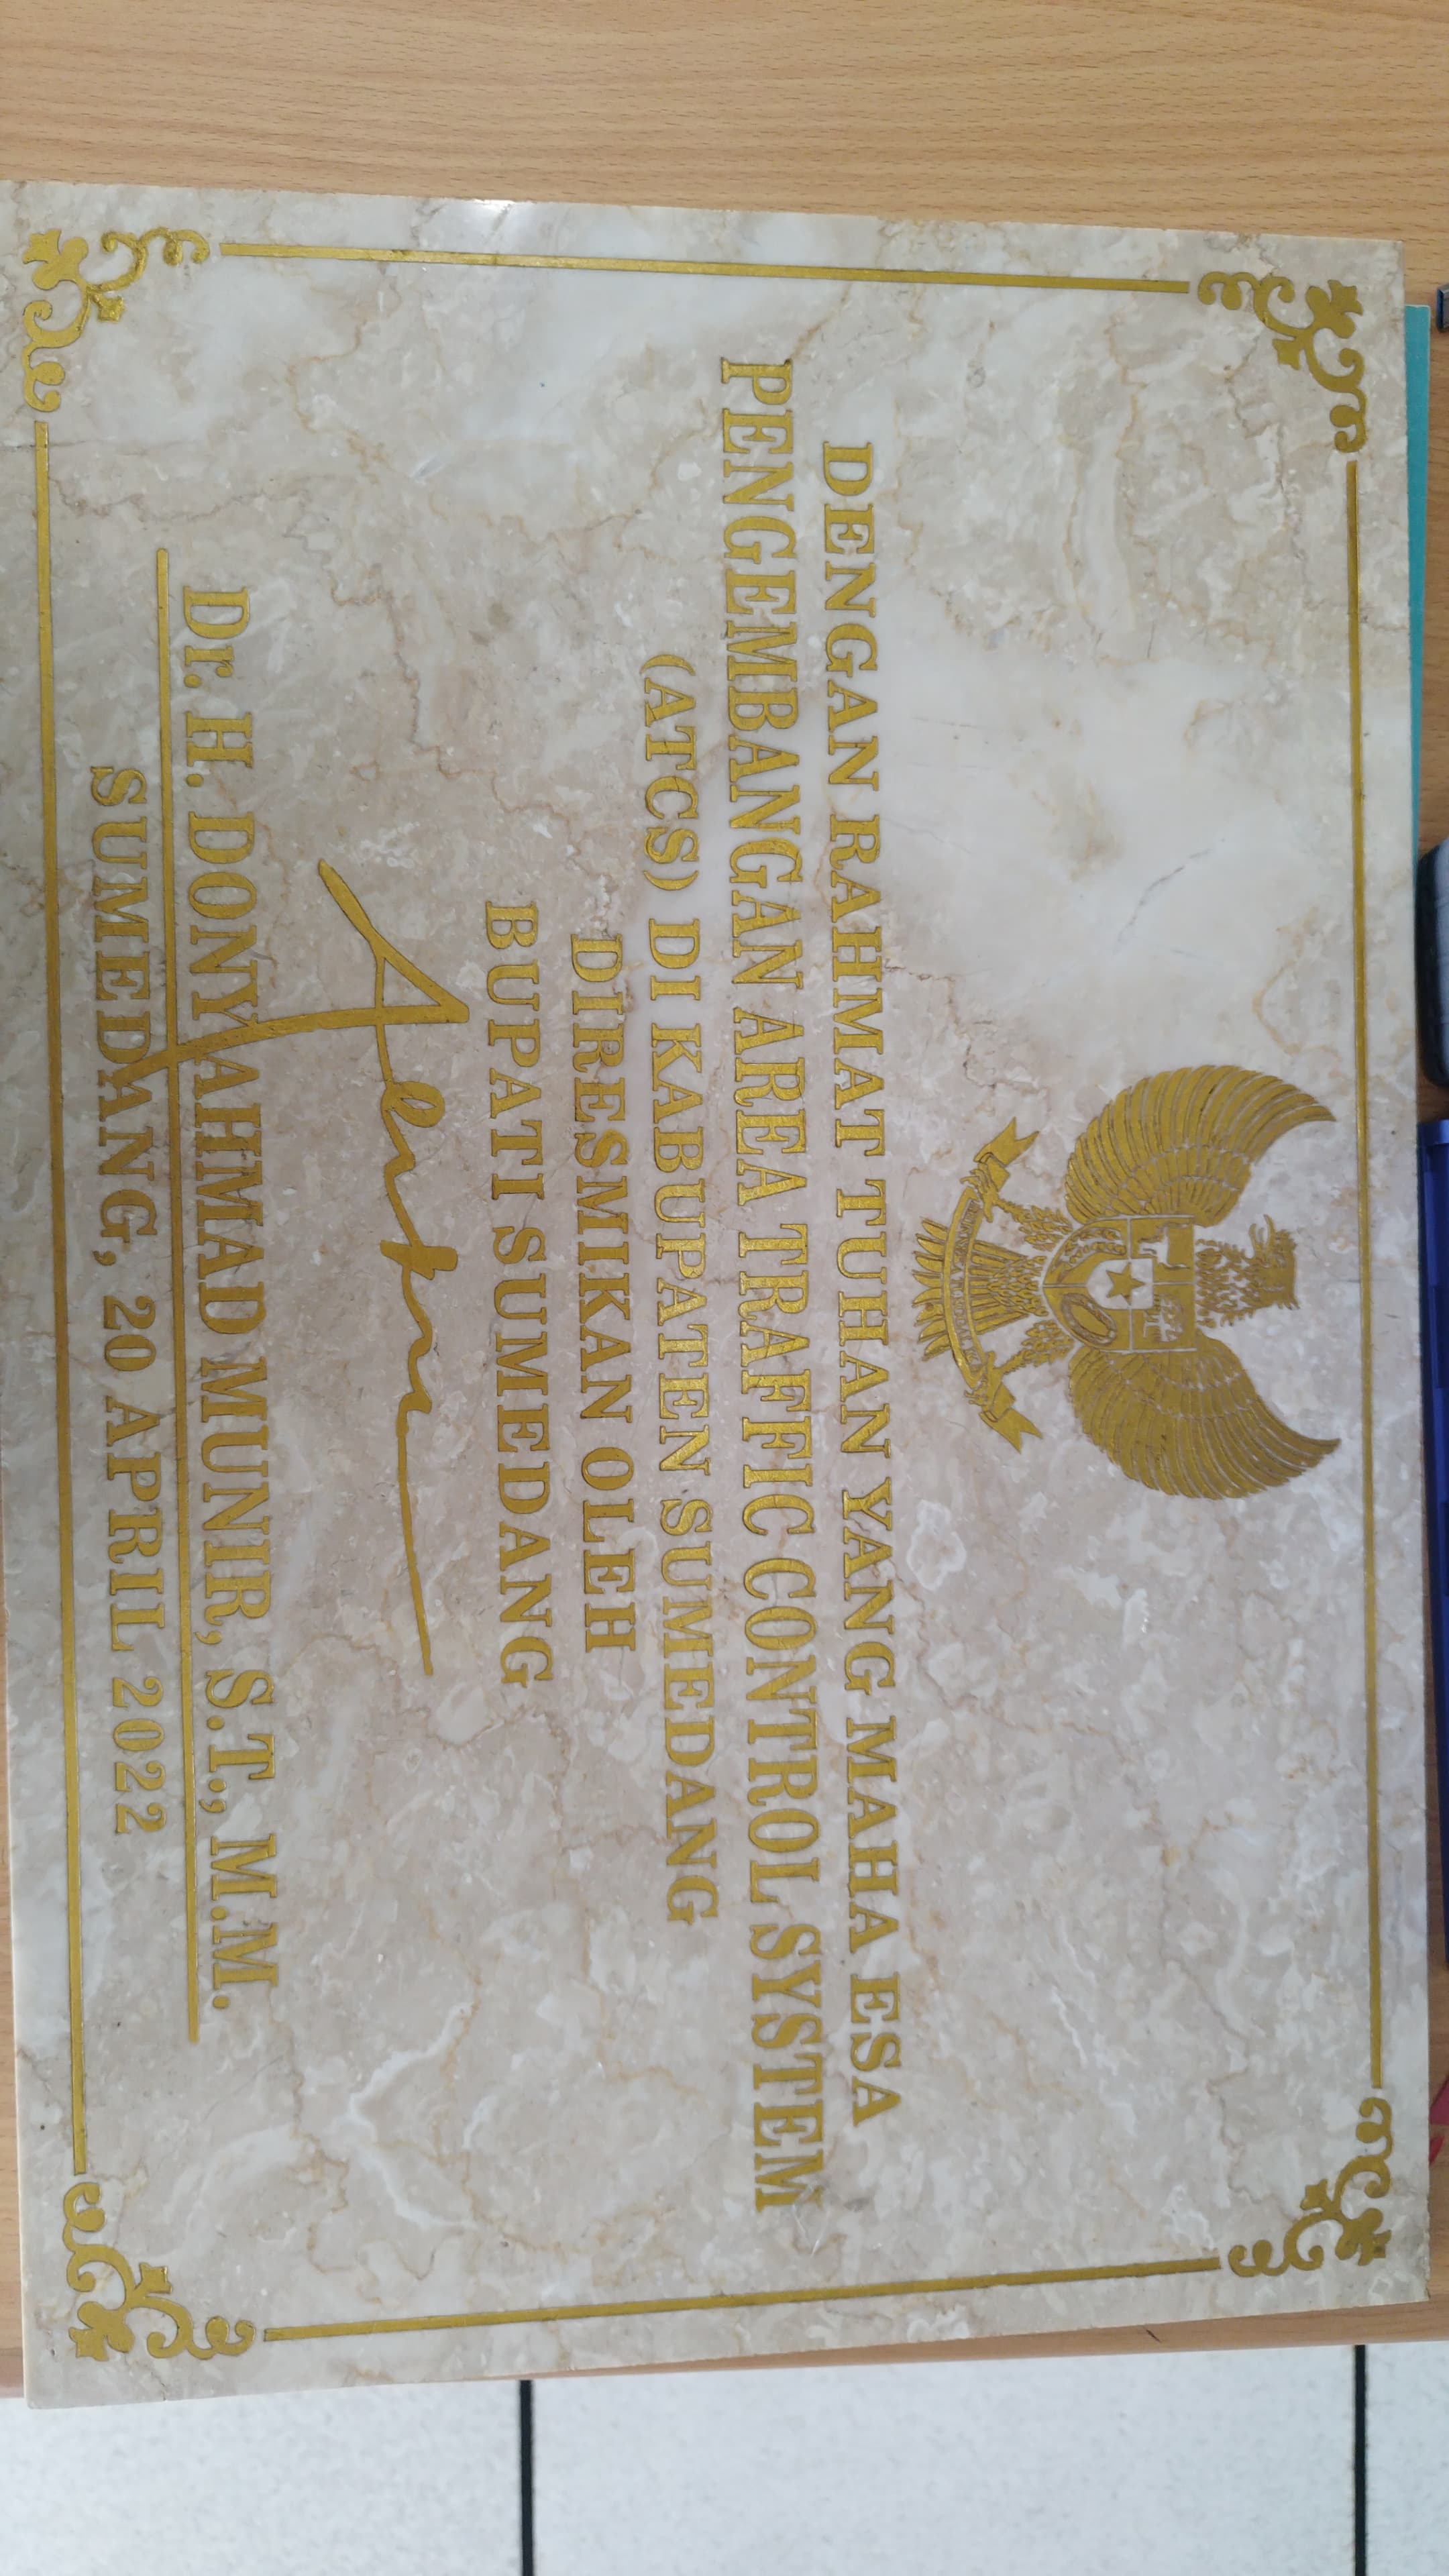 DENGAN RAHMAT TUHAN YANG MAHA ESA
PENGEMBANGAN AREA TRAFFIC CONTROL SYSTEM
(ATCS) DI KABUPATEN SUMEDANG
DIRESMIKAN OLEH
BUPATI SUMEDANG
Dr. H. DONY AHMAD MUNIR, S.T., M.M.
SUMEDANG, 20 APRIL 2022